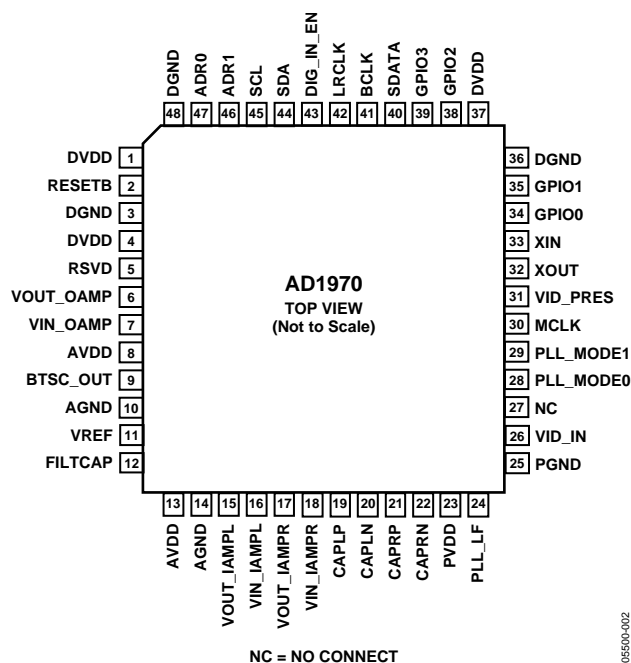 DGND ADR0 ADR1 SCL SDA DIG_IN_EN LRCLK BCLK SDATA GPIO3 GPIO2 DVDD
48 47 46 45 44 43 42 41 40 39 38 37
DVDD 1
RESETB 2
DGND 3
DVDD 4
RSVD 5
VOUT_OAMP 6
VIN_OAMP 7
AVDD 8
BTSC_OUT 9
AGND 10
VREF 11
FILTCAP 12
AD1970
TOP VIEW
(Not to Scale)
36 DGND
35 GPIO1
34 GPIO0
33 XIN
32 XOUT
31 VID_PRES
30 MCLK
29 PLL_MODE1
28 PLL_MODE0
27 NC
26 VID_IN
25 PGND
13 14 15 16 17 18 19 20 21 22 23 24
AVDD AGND VOUT_IAMPL VIN_IAMPL VOUT_IAMPR VIN_IAMPR CAPLP CAPLN CAPRP CAPRN PVDD PLL_LF
NC = NO CONNECT
05500-002